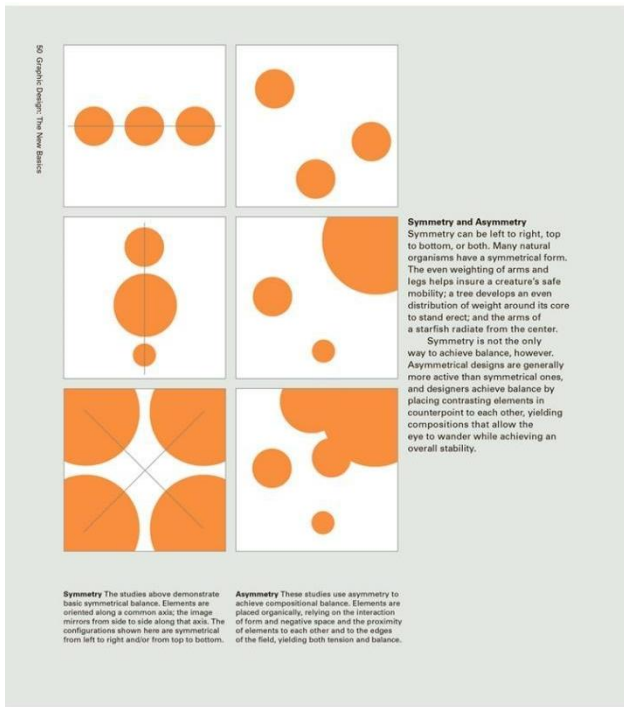 50 Graphic Design: The New Basics
Symmetry and Asymmetry
Symmetry can be left to right, top
to bottom, or both. Many natural
organisms have a symmetrical form.
The even weighting of arms and
legs helps insure a creature's safe
mobility; a tree develops an even
distribution of weight around its core
to stand erect; and the arms of
a starfish radiate from the center.
Symmetry is not the only
way to achieve balance, however.
Asymmetrical designs are generally
more active than symmetrical ones,
and designers achieve balance by
placing contrasting elements in
counterpoint to each other, yielding
compositions that allow the
eye to wander while achieving an
overall stability.
Symmetry The studies above demonstrate
basic symmetrical balance. Elements are
oriented along a common axis; the image
mirrors from side to side along that axis. The
configurations shown here are symmetrical
from left to right and/or from top to bottom.
Asymmetry These studies use asymmetry to
achieve compositional balance. Elements are
placed organically, relying on the interaction
of form and negative space and the proximity
of elements to each other and to the edges
of the field, yielding both tension and balance.